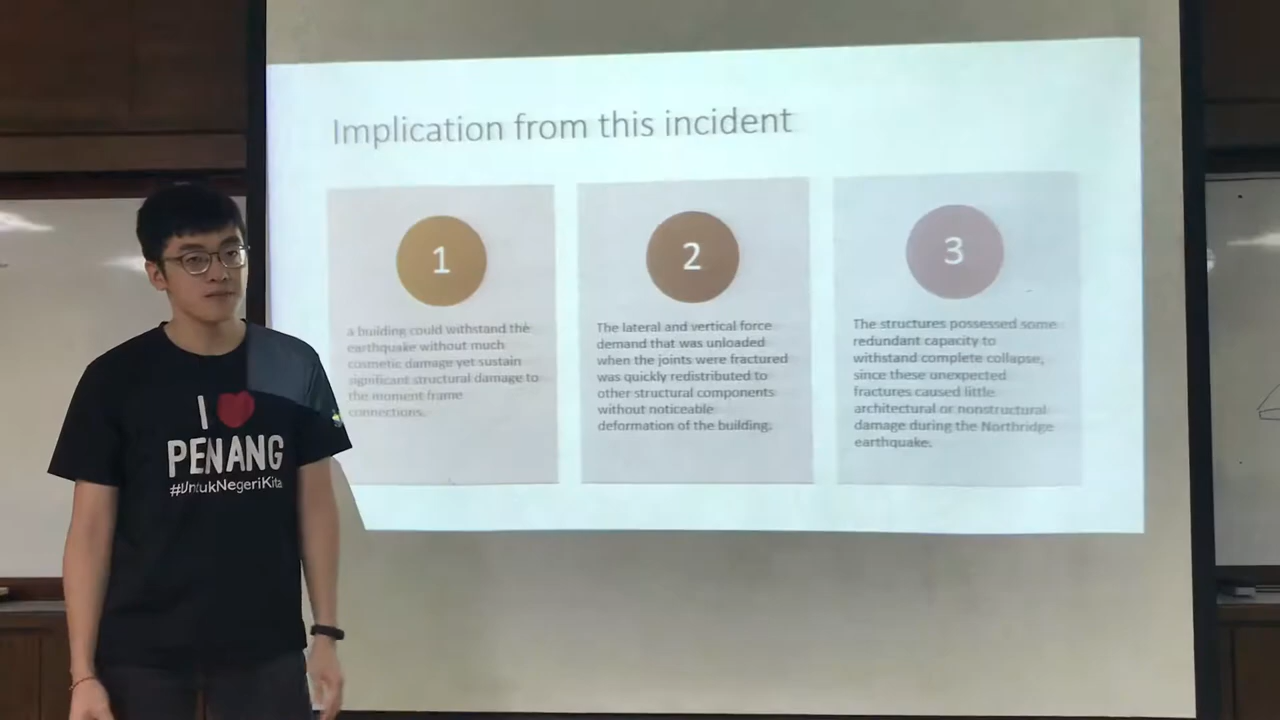 Implication from this incident
1
a building could withstand the
earthquake without much
cosmetic damage yet sustain
significant structural damage to
the moment frame
connections.
2
The lateral and vertical force
demand that was unloaded
when the joints were fractured
was quickly redistributed to
other structural components
without noticeable
deformation of the building.
3
The structures possessed some
redundant capacity to
withstand complete collapse,
since these unexpected
fractures caused little
architectural or nonstructural
damage during the Northridge
earthquake.
I
PENANG
#UntukNegeriKita